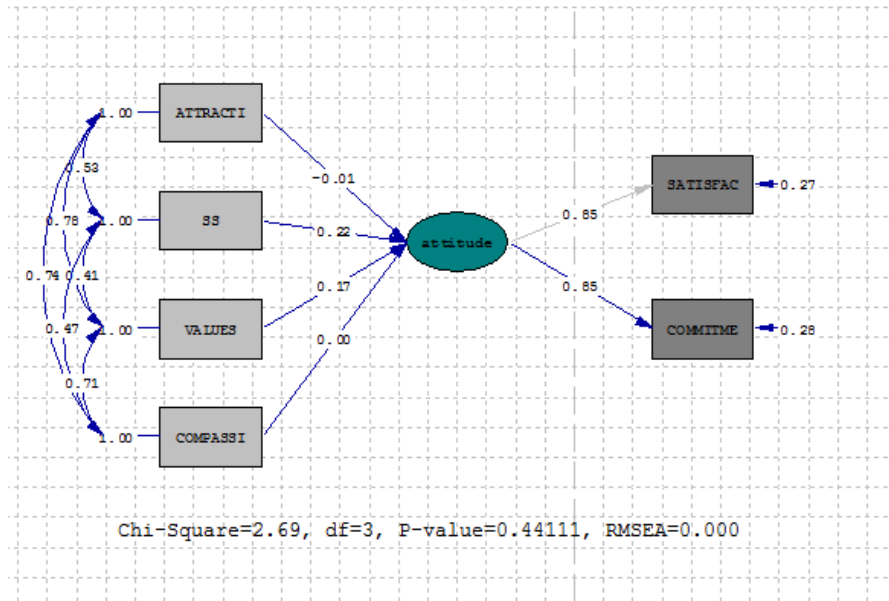 1.00 ATTRACTI
0.53
-0.01
SATISFAC 0.27
0.78 1.00 SS 0.22 attitude 0.85
0.74 0.41 0.17 0.85
0.47 1.00 VALUES 0.00 COMMITME 0.28
0.71
1.00 COMPASSI
Chi-Square=2.69, df=3, P-value=0.44111, RMSEA=0.000